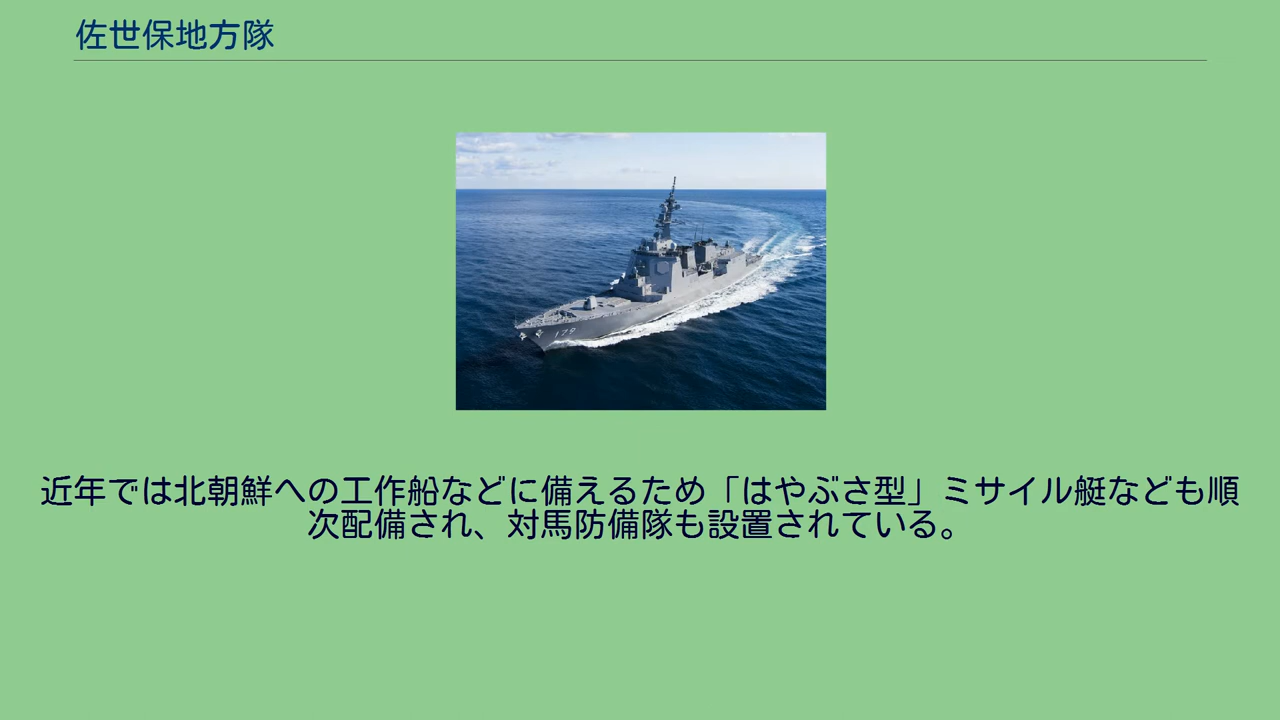 佐世保地方隊
179
近年では北朝鮮への工作船などに備えるため「はやぶさ型」ミサイル艇なども順
次配備され、対馬防備隊も設置されている。